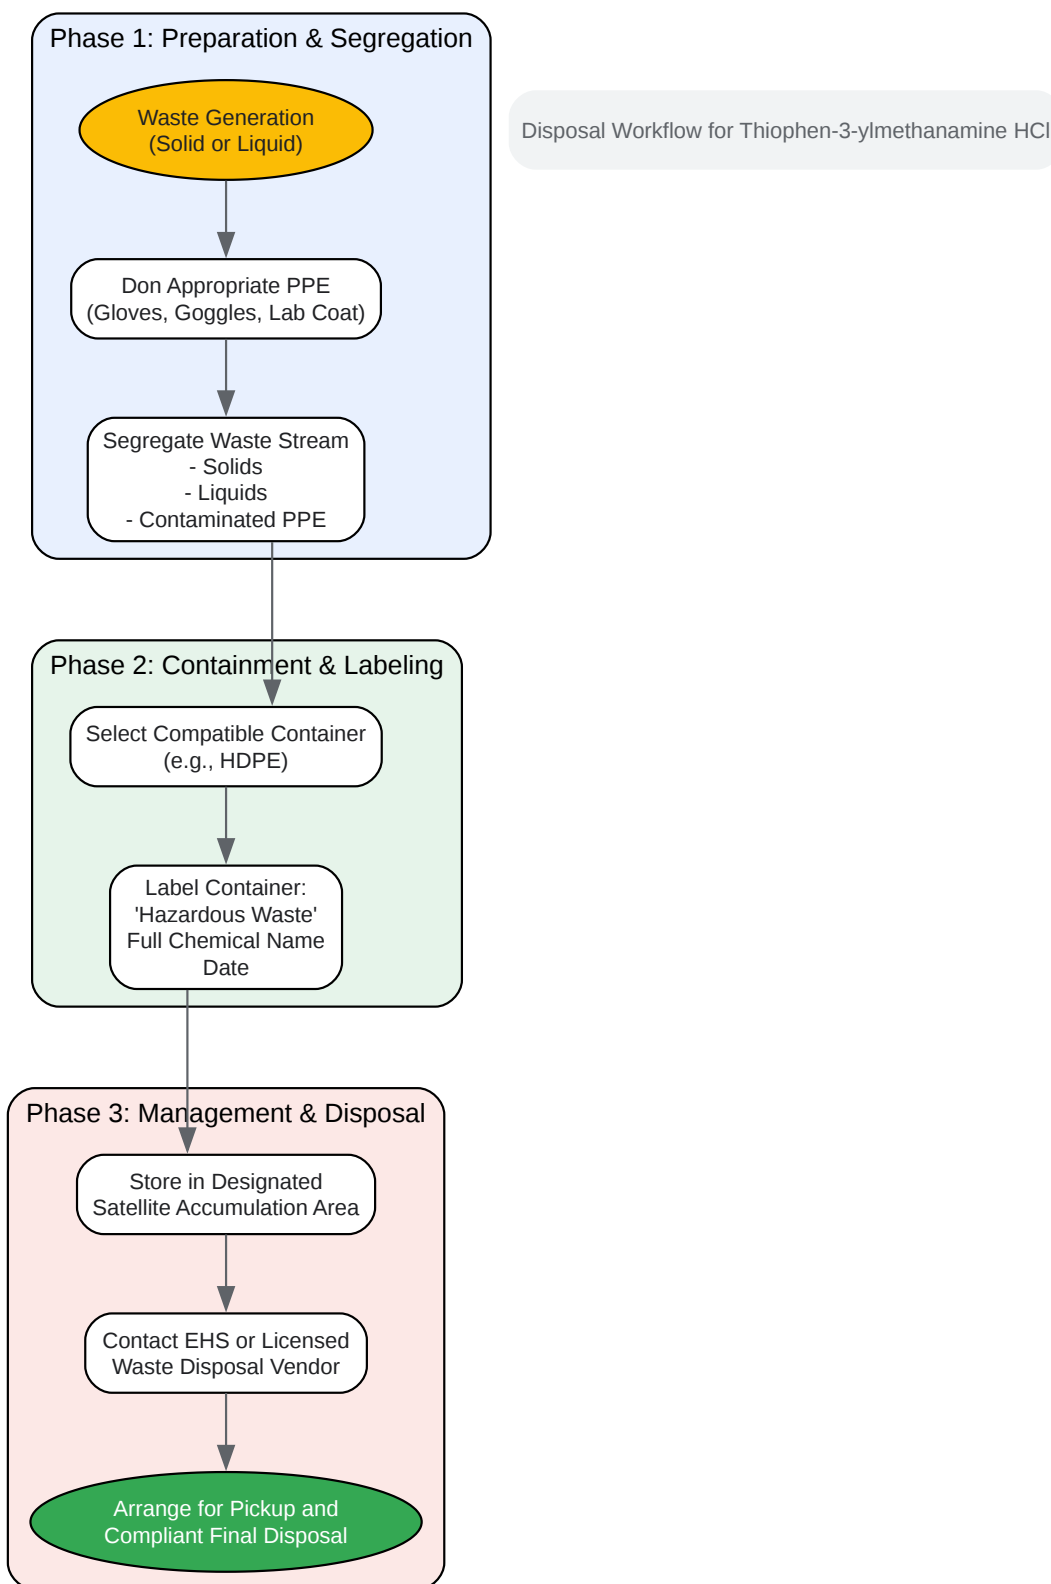 Phase 1: Preparation & Segregation
Waste Generation
(Solid or Liquid)
Disposal Workflow for Thiophen-3-ylmethanamine HCl
Don Appropriate PPE
(Gloves, Goggles, Lab Coat)
Segregate Waste Stream
- Solids
- Liquids
- Contaminated PPE
Phase 2: Containment & Labeling
Select Compatible Container
(e.g., HDPE)
Label Container:
'Hazardous Waste'
Full Chemical Name
Date
Phase 3: Management & Disposal
Store in Designated
Satellite Accumulation Area
Contact EHS or Licensed
Waste Disposal Vendor
Arrange for Pickup and
Compliant Final Disposal